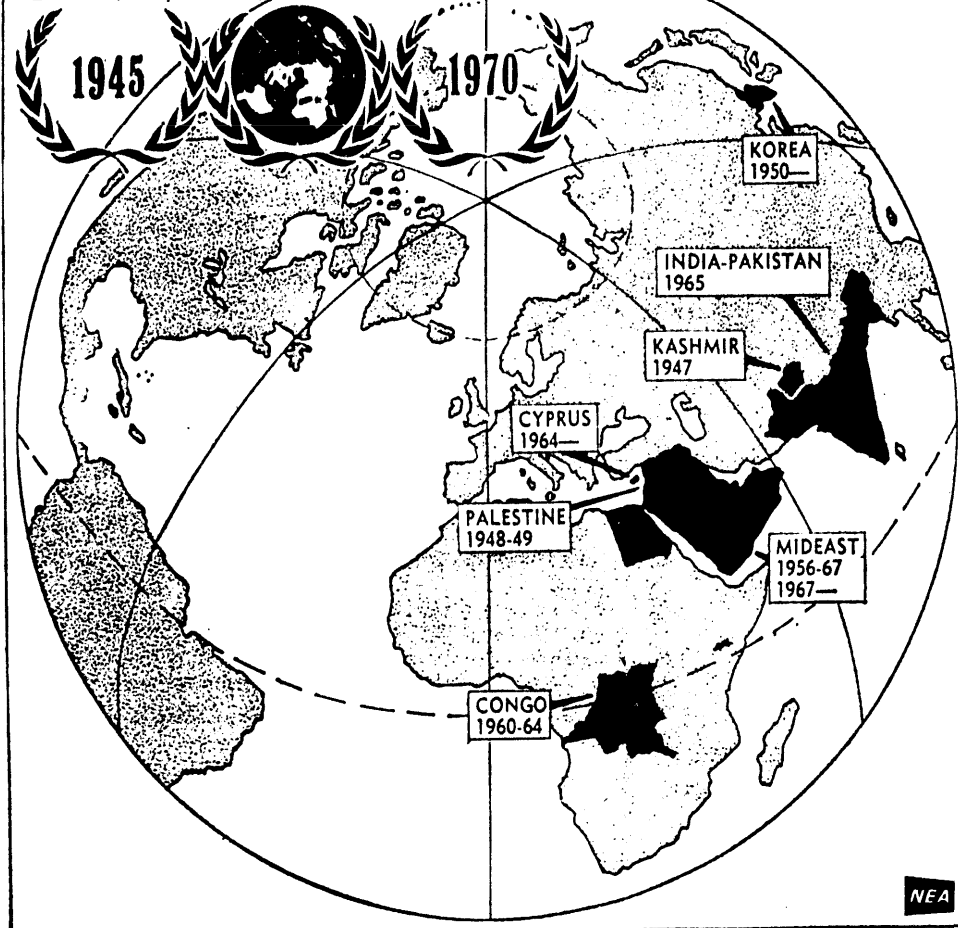 1945
1970
KOREA
1950—
INDIA-PAKISTAN
1965
KASHMIR
1947
CYPRUS
1964—
PALESTINE
1948-49
MIDEAST
1956-67
1967—
CONGO
1960-64
NEA